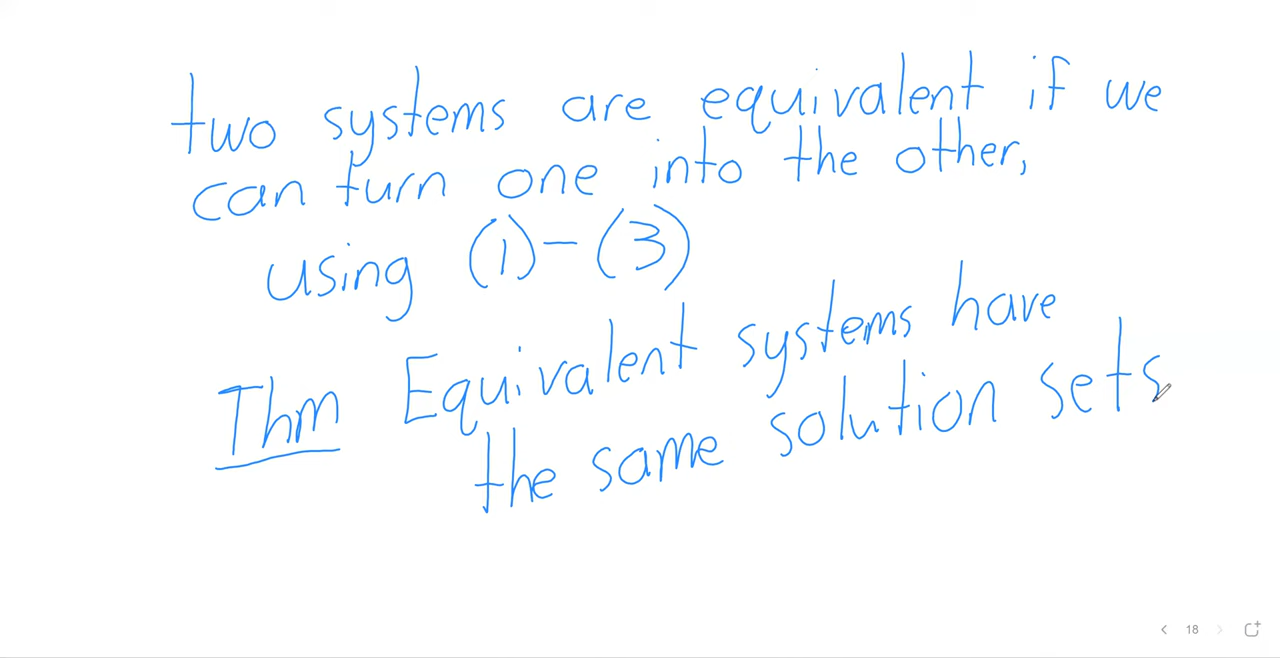 two systems are equivalent if we
can turn one into the other,
using (1)-(3)
Thm Equivalent systems have
the same solution sets
18